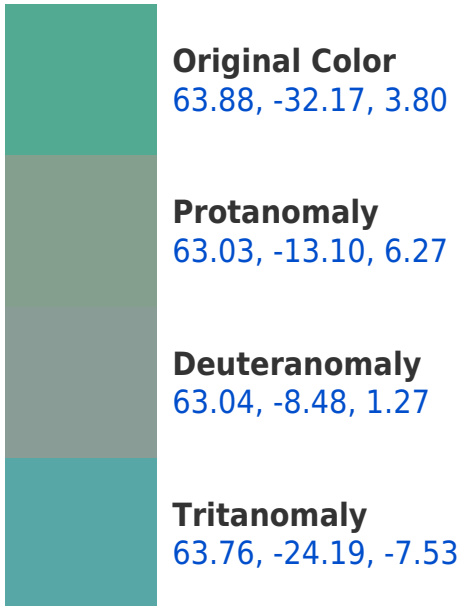 Original Color
63.88, -32.17, 3.80
Protanomaly
63.03, -13.10, 6.27
Deuteranomaly
63.04, -8.48, 1.27
Tritanomaly
63.76, -24.19, -7.53